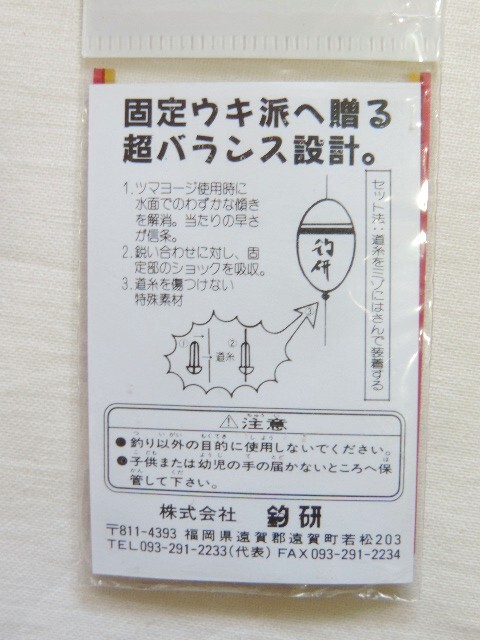 固定ウキ派へ贈る
超バランス設計。
1.ツマヨージ使用時に
水面でのわずかな傾き
を解消。当たりの早さ
が信条。
2.鋭い合わせに対し、固
定部のショックを吸収。
3.道糸を傷つけない
特殊素材
釣研
セット法:道糸をミゾにはさんで装着する
① ②
道糸
③
⚠注意
●釣り以外の目的に使用しないでください。
●子供または幼児の手の届かないところへ保
管して下さい。
株式会社 釣研
〒811-4393 福岡県遠賀郡遠賀町若松203
TEL093-291-2233(代表) FAX093-291-2234